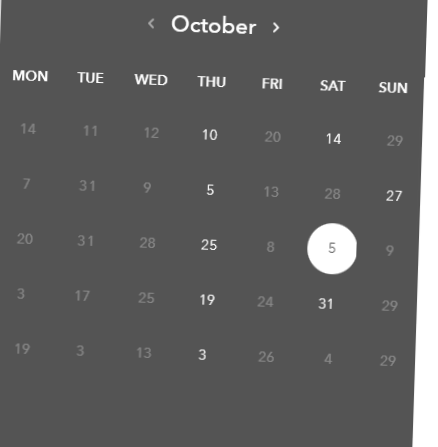 ‹ October ›
MON TUE WED THU FRI SAT SUN
14 11 12 10 20 14 29
7 31 9 5 13 28 27
20 31 28 25 8 5 9
3 17 25 19 24 31 29
19 3 13 3 26 4 29